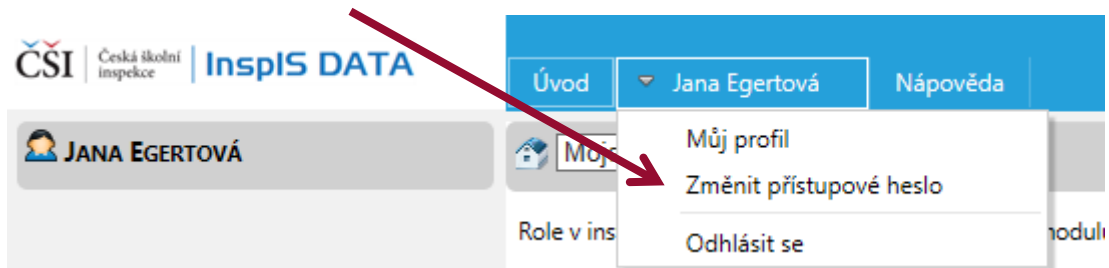 ČŠI Česká školní inspekce InspIS DATA
Úvod Jana Egertová Nápověda
JANA EGERTOVÁ
Můj profil
Změnit přístupové heslo
Role v ins
Odhlásit se